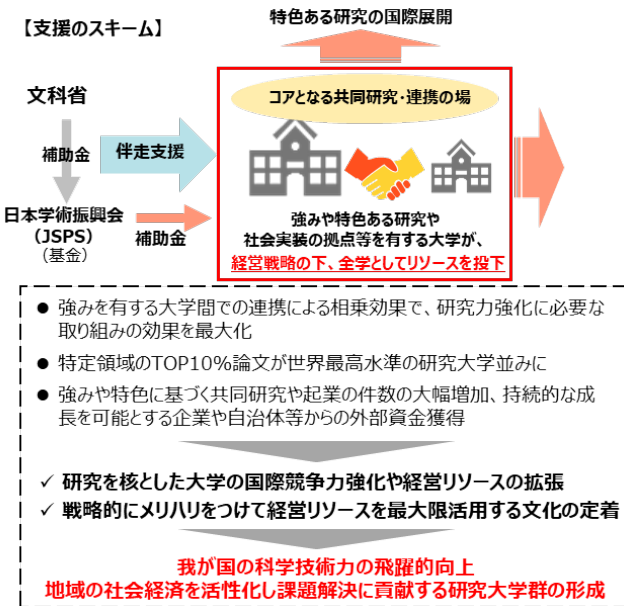 【支援のスキーム】
特色ある研究の国際展開
文科省
コアとなる共同研究・連携の場
補助金
伴走支援
日本学術振興会
(JSPS)
(基金)
補助金
強みや特色ある研究や
社会実装の拠点等を有する大学が、
経営戦略の下、全学としてリソースを投下
● 強みを有する大学間での連携による相乗効果で、研究力強化に必要な
取り組みの効果を最大化
● 特定領域のTOP10%論文が世界最高水準の研究大学並みに
● 強みや特色に基づく共同研究や起業の件数の大幅増加、持続的な成
長を可能とする企業や自治体等からの外部資金獲得
✓ 研究を核とした大学の国際競争力強化や経営リソースの拡張
✓ 戦略的にメリハリをつけて経営リソースを最大限活用する文化の定着
我が国の科学技術力の飛躍的向上
地域の社会経済を活性化し課題解決に貢献する研究大学群の形成